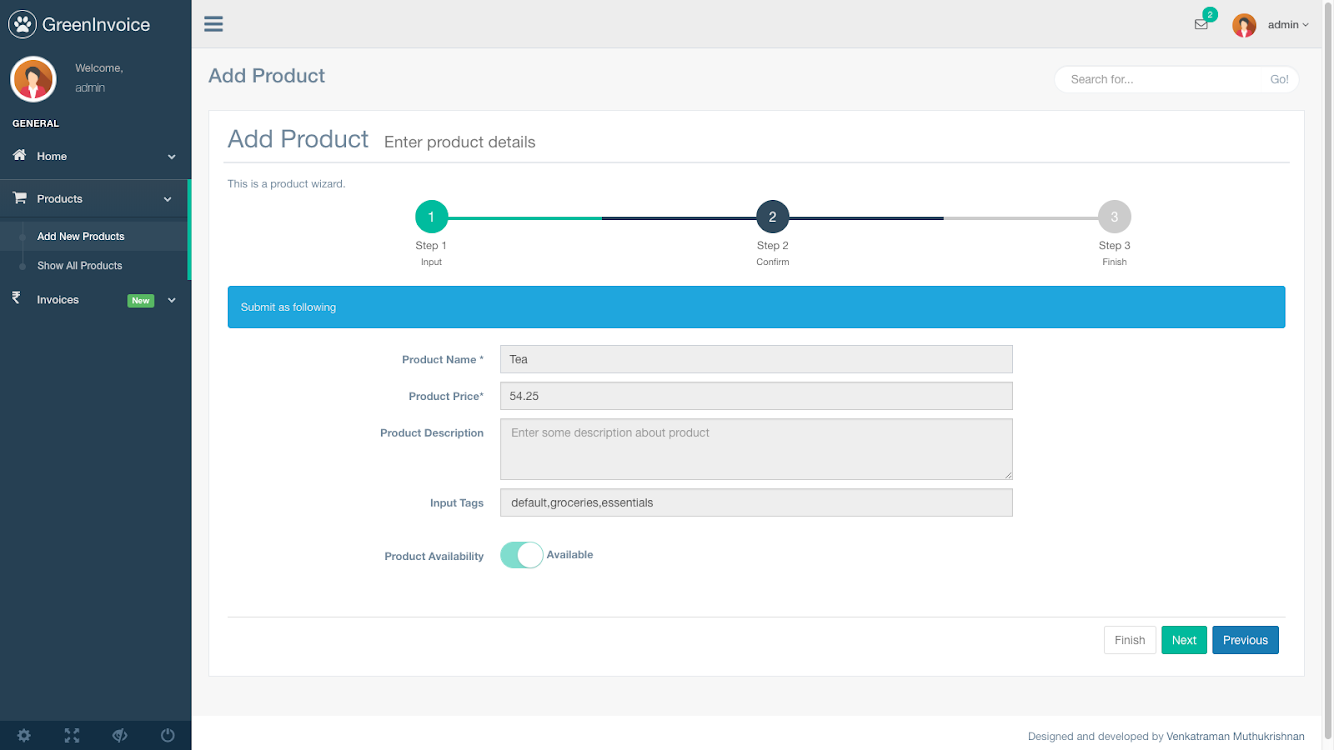 GreenInvoice
2
admin
Welcome,
admin
Add Product
Search for...
Go!
GENERAL
Home
Products
Add New Products
Show All Products
Invoices
New
Add Product Enter product details
This is a product wizard.
1
2
3
Step 1
Step 2
Step 3
Input
Confirm
Finish
Submit as following
Product Name *
Tea
Product Price*
54.25
Product Description
Enter some description about product
Input Tags
default,groceries,essentials
Product Availability
Available
Finish
Next
Previous
Designed and developed by Venkatraman Muthukrishnan